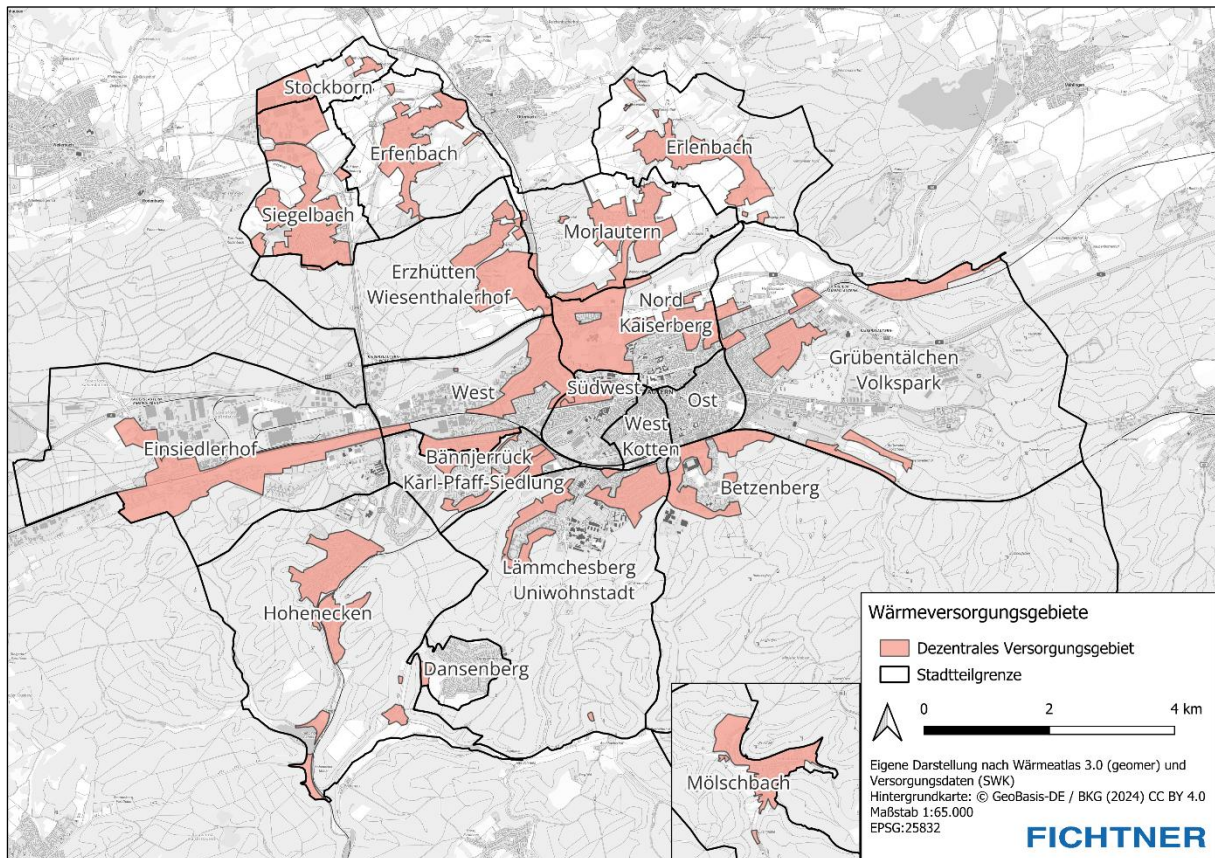 Stockborn
Erfenbach
Erlenbach
Siegelbach
Morlautern
Erzhütten
Wiesenthalerhof
Nord
Kaiserberg
Grübentälchen
Volkspark
West
Südwest
Ost
West
Kotten
Einsiedlerhof
Bännjerrück
Karl-Pfaff-Siedlung
Betzenberg
Lämmchesberg
Uniwohnstadt
Hohenecken
Dansenberg
Mölschbach
Wärmeversorgungsgebiete
Dezentrales Versorgungsgebiet
Stadtteilgrenze
0 2 4 km
Eigene Darstellung nach Wärmeatlas 3.0 (geomer) und
Versorgungsdaten (SWK)
Hintergrundkarte: © GeoBasis-DE / BKG (2024) CC BY 4.0
Maßstab 1:65.000
EPSG:25832
FICHTNER